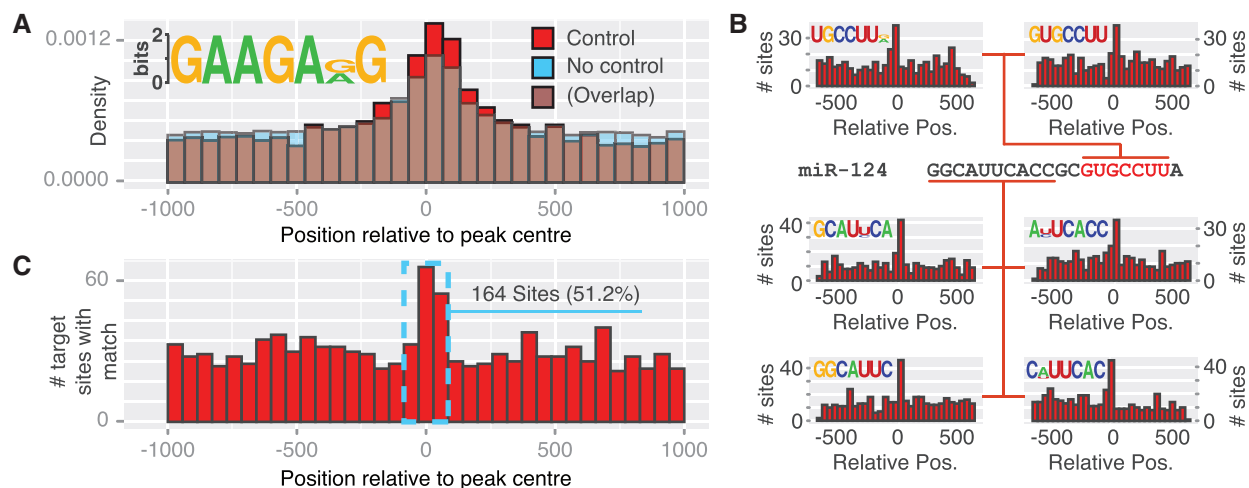 A
0.0012
0.0000
Density
bits
2
0
GAAGA
G
A
G
Control
No control
(Overlap)
-1000
-500
0
500
1000
Position relative to peak centre
B
# sites
30
0
UGCCUU
-500
0
500
Relative Pos.
GUGCCUU
30
0
# sites
-500
0
500
Relative Pos.
miR-124
GGCAUUCACCGCGUGCCUUA
# sites
40
0
GCAUUCA
-500
0
500
Relative Pos.
AUUCACC
30
0
# sites
-500
0
500
Relative Pos.
# sites
40
0
GGCAUUC
-500
0
500
Relative Pos.
CAUUCAC
40
0
# sites
-500
0
500
Relative Pos.
C
60
0
# target
sites with
match
164 Sites (51.2%)
-1000
-500
0
500
1000
Position relative to peak centre